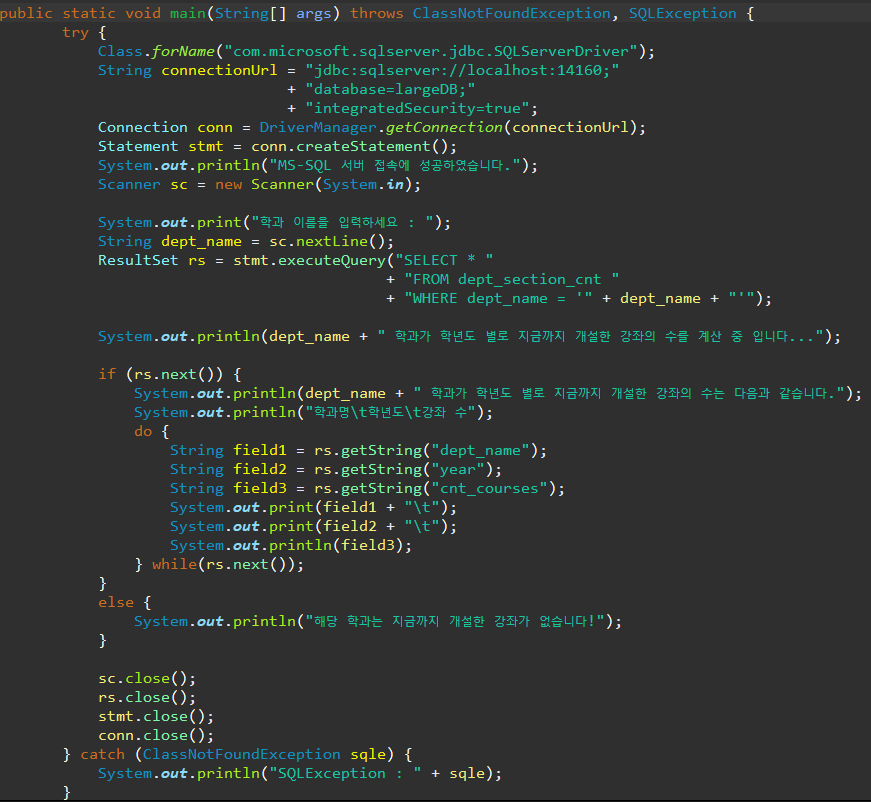 public static void main(String[] args) throws ClassNotFoundException, SQLException {
try {
Class.forName("com.microsoft.sqlserver.jdbc.SQLServerDriver");
String connectionUrl = "jdbc:sqlserver://localhost:14160;"
+ "database=largeDB;"
+ "integratedSecurity=true";
Connection conn = DriverManager.getConnection(connectionUrl);
Statement stmt = conn.createStatement();
System.out.println("MS-SQL 서버 접속에 성공하였습니다.");
Scanner sc = new Scanner(System.in);
System.out.print("학과 이름을 입력하세요 : ");
String dept_name = sc.nextLine();
ResultSet rs = stmt.executeQuery("SELECT * "
+ "FROM dept_section_cnt "
+ "WHERE dept_name = '" + dept_name + "'");
System.out.println(dept_name + " 학과가 학년도 별로 지금까지 개설한 강좌의 수를 계산 중 입니다...");
if (rs.next()) {
System.out.println(dept_name + " 학과가 학년도 별로 지금까지 개설한 강좌의 수는 다음과 같습니다.");
System.out.println("학과명\t학년도\t강좌 수");
do {
String field1 = rs.getString("dept_name");
String field2 = rs.getString("year");
String field3 = rs.getString("cnt_courses");
System.out.print(field1 + "\t");
System.out.print(field2 + "\t");
System.out.println(field3);
} while(rs.next());
}
else {
System.out.println("해당 학과는 지금까지 개설한 강좌가 없습니다!");
}
sc.close();
rs.close();
stmt.close();
conn.close();
} catch (ClassNotFoundException sqle) {
System.out.println("SQLException : " + sqle);
}